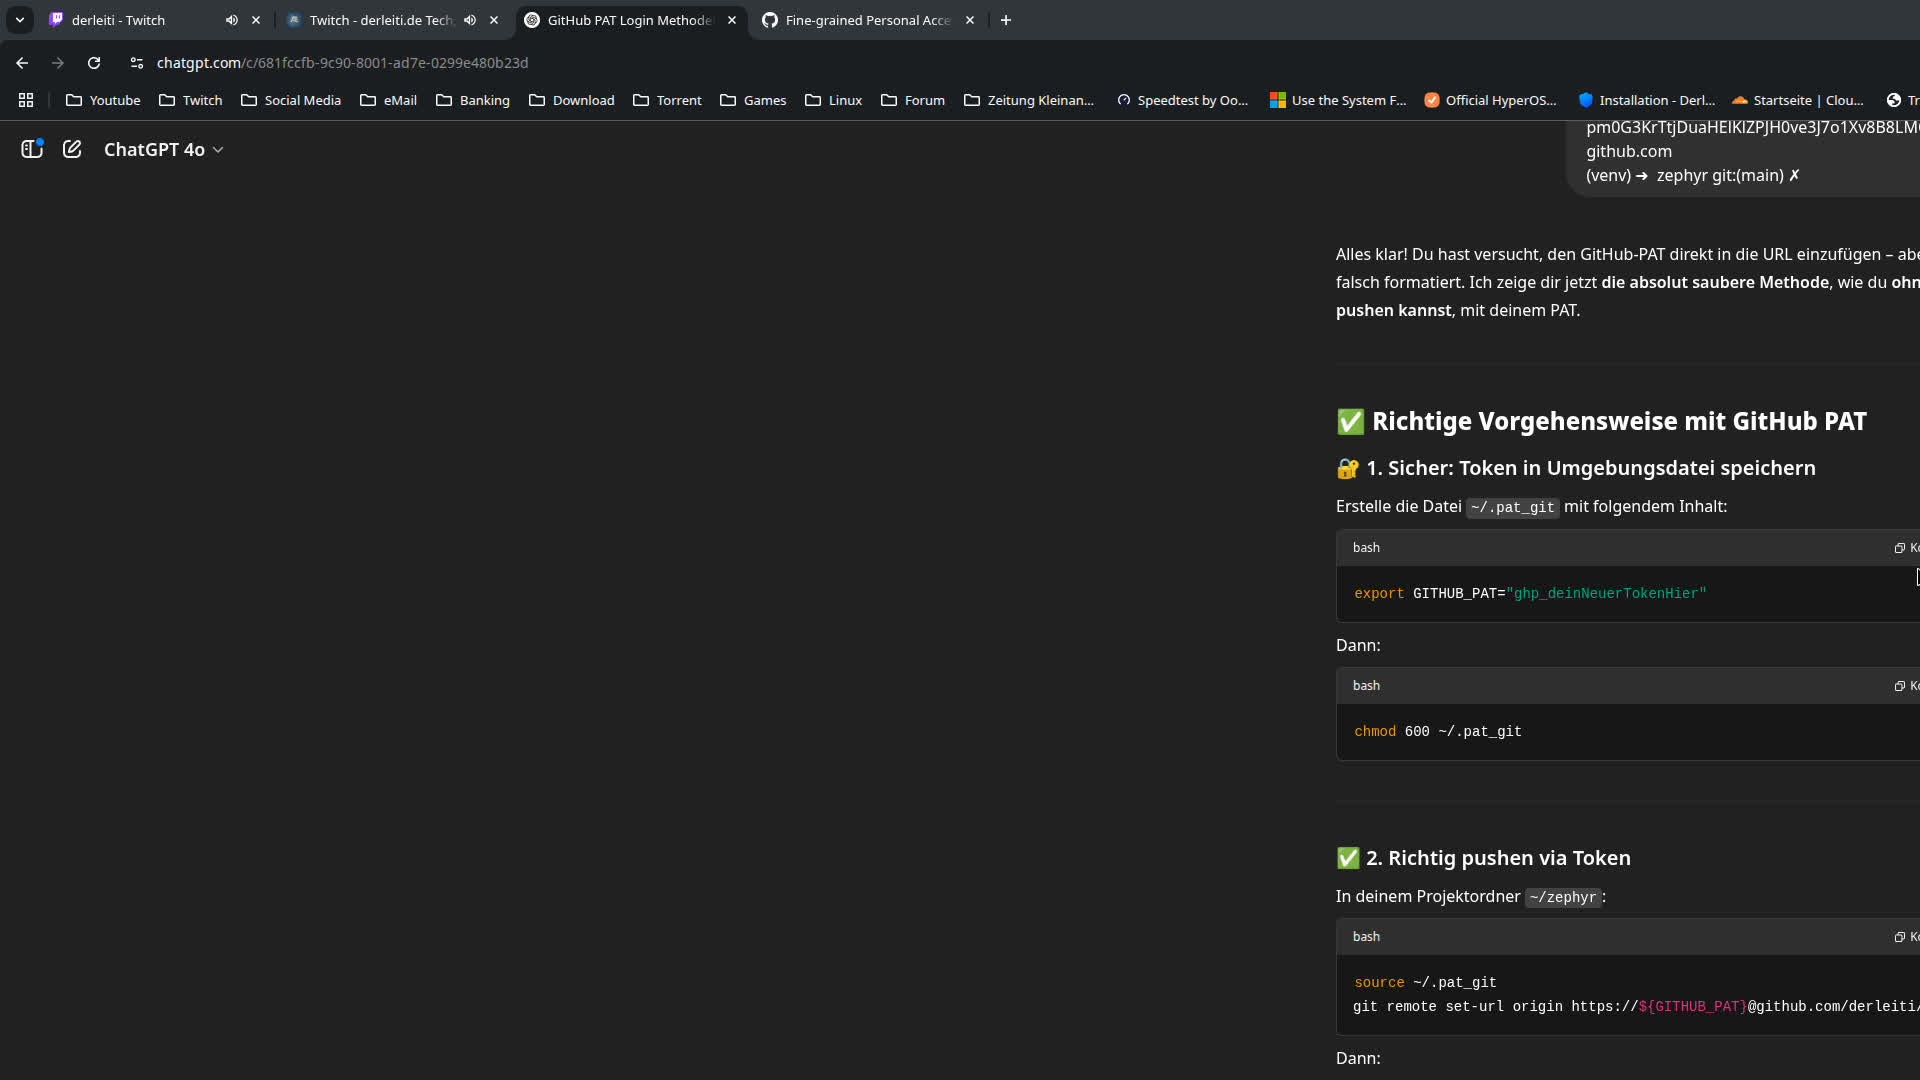 derleiti - Twitch
Twitch - derleiti.de Tech
GitHub PAT Login Methode
Fine-grained Personal Acce
chatgpt.com/c/681fccfb-9c90-8001-ad7e-0299e480b23d
Youtube
Twitch
Social Media
eMail
Banking
Download
Torrent
Games
Linux
Forum
Zeitung Kleinan...
Speedtest by Oo...
Use the System F...
Official HyperOS...
Installation - Derl...
Startseite | Clou...
ChatGPT 4o
github.com
(venv) ➜ zephyr git:(main) ✗
Alles klar! Du hast versucht, den GitHub-PAT direkt in die URL einzufügen –
falsch formatiert. Ich zeige dir jetzt die absolut saubere Methode, wie du
pushen kannst, mit deinem PAT.
✅ Richtige Vorgehensweise mit GitHub PAT
🔐 1. Sicher: Token in Umgebungsdatei speichern
Erstelle die Datei ~/.pat_git mit folgendem Inhalt:
bash
export GITHUB_PAT="ghp_deinNeuerTokenHier"
Dann:
bash
chmod 600 ~/.pat_git
✅ 2. Richtig pushen via Token
In deinem Projektordner ~/zephyr:
bash
source ~/.pat_git
git remote set-url origin https://${GITHUB_PAT}@github.com/derleiti/
Dann: